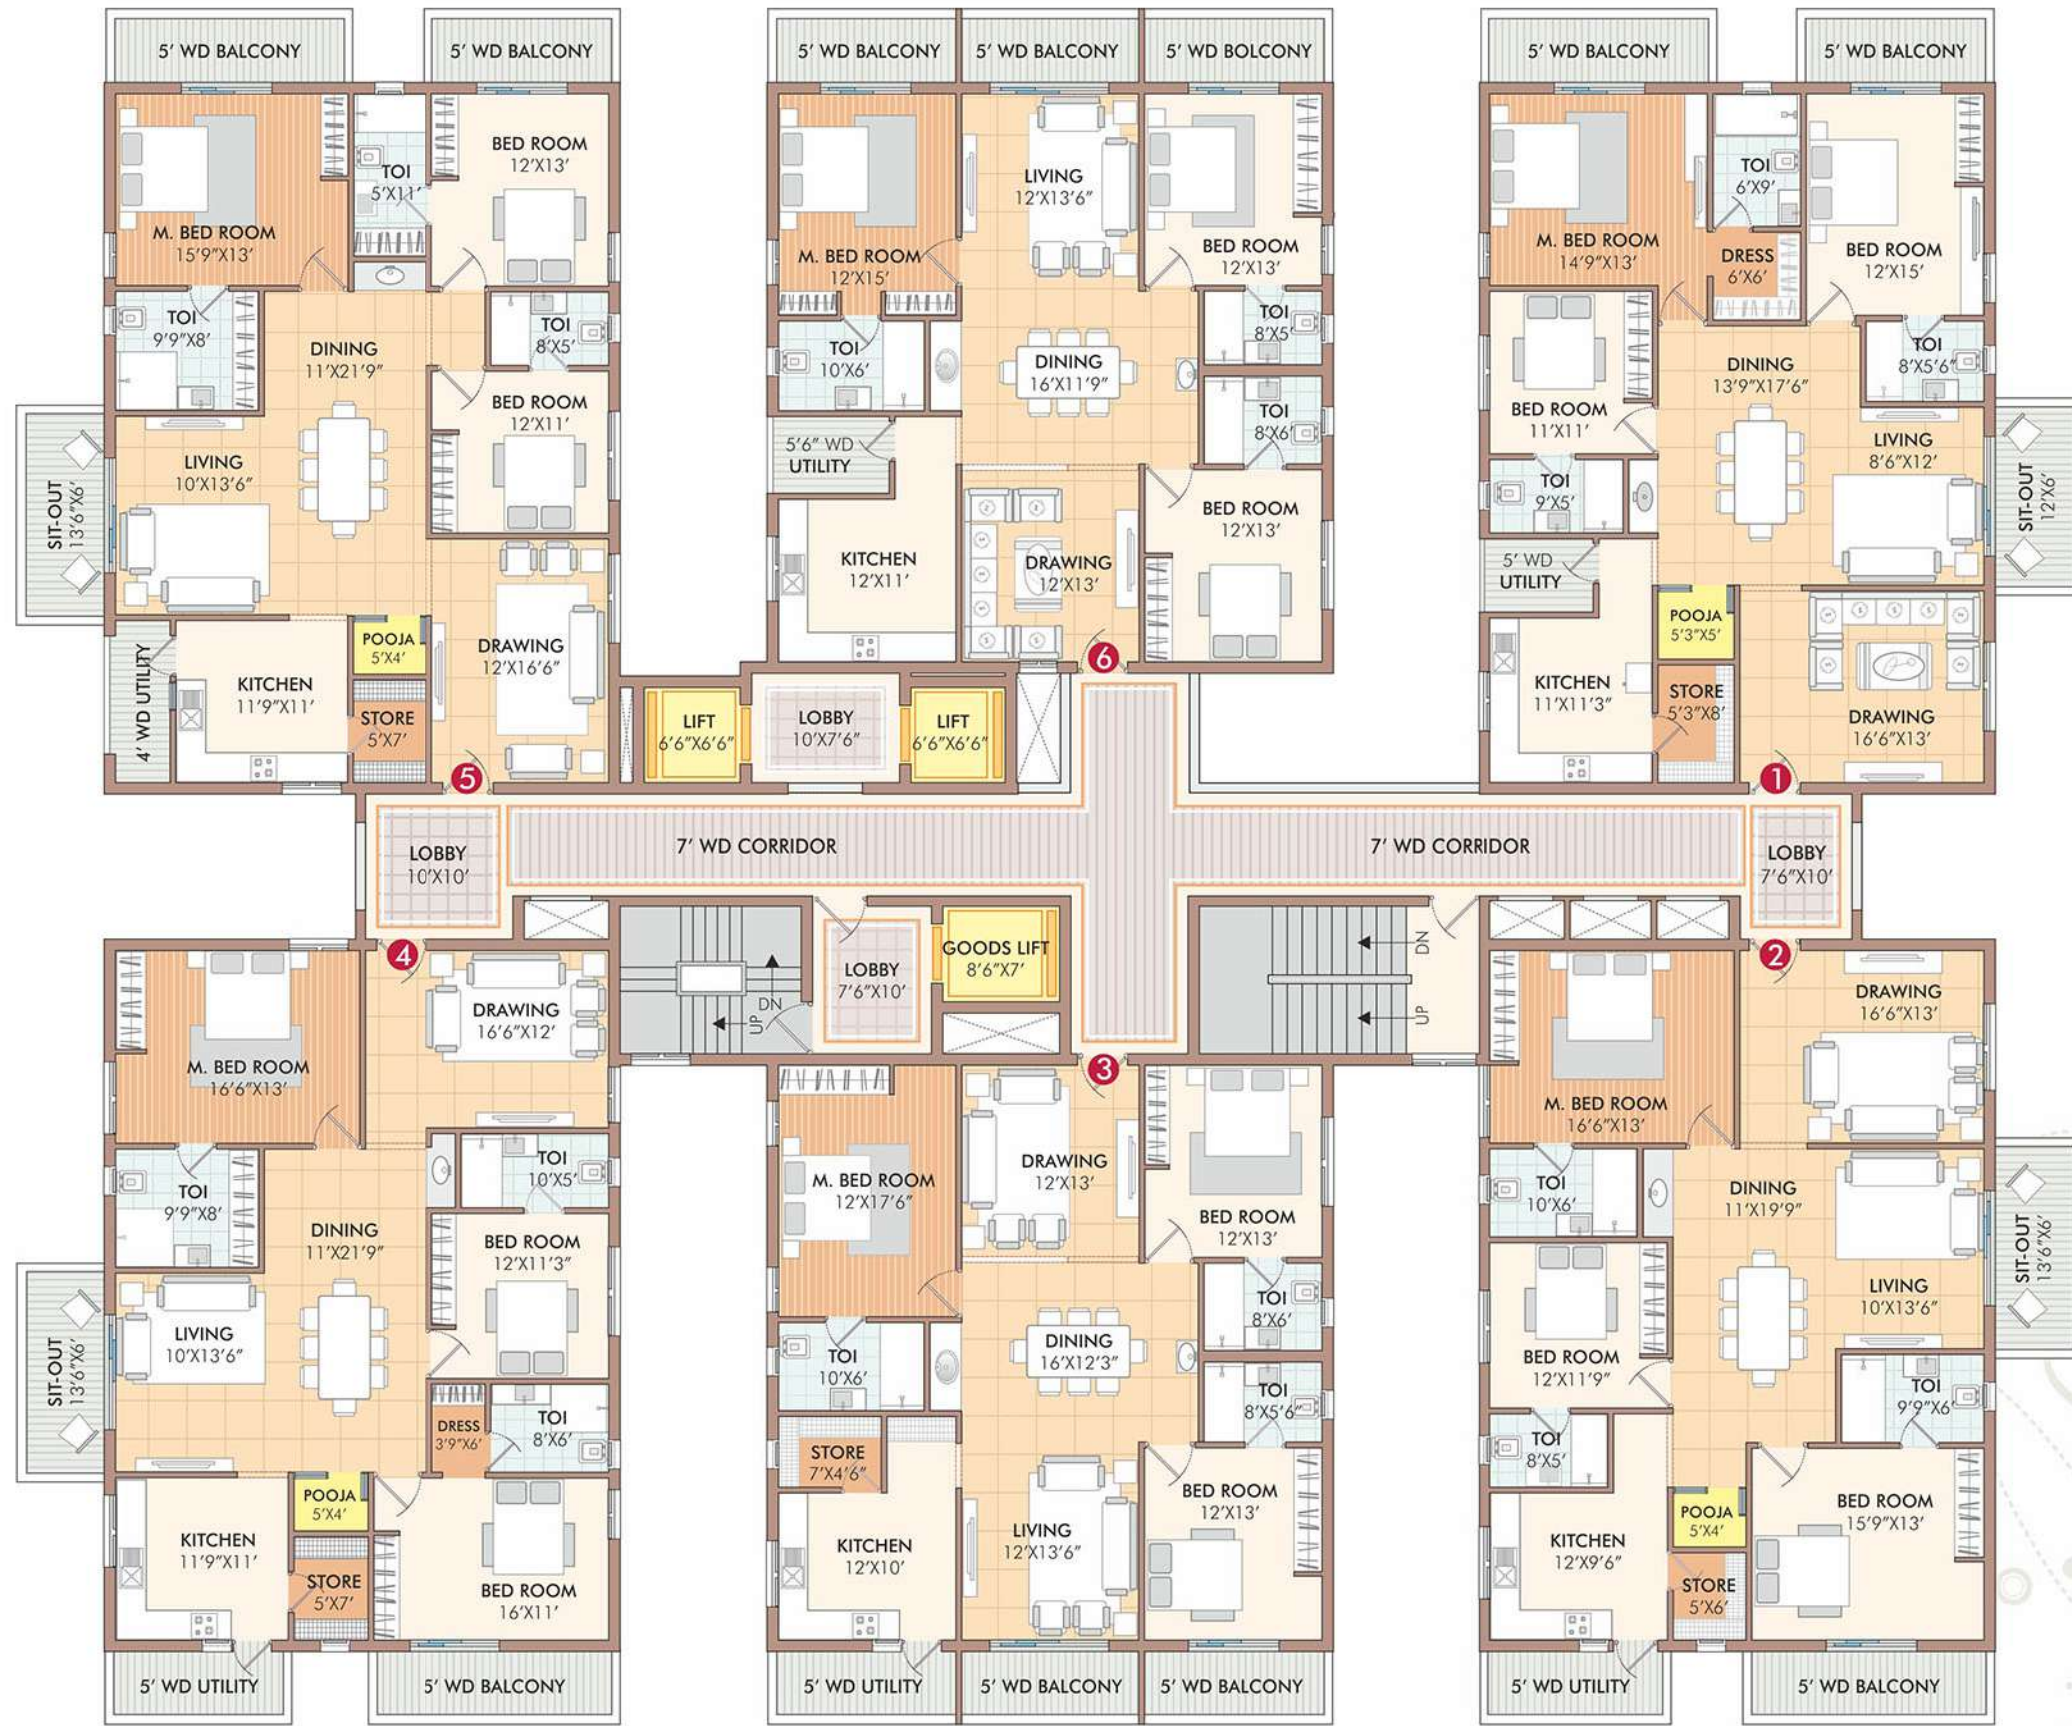 5' WD BALCONY
5' WD BALCONY
M. BED ROOM
15'9"X13'
TOI
5'X11'
BED ROOM
12'X13'
TOI
9'9"X8'
DINING
11'X21'9"
TOI
8'X5'
BED ROOM
12'X11'
LIVING
10'X13'6"
SIT-OUT
13'6"X6'
4' WD UTILITY
KITCHEN
11'9"X11'
POOJA
5'X4'
STORE
5'X7'
DRAWING
12'X16'6"
5
5' WD BALCONY
5' WD BALCONY
5' WD BOLCONY
M. BED ROOM
12'X15'
LIVING
12'X13'6"
BED ROOM
12'X13'
TOI
10'X6'
DINING
16'X11'9"
TOI
8'X5'
TOI
8'X6'
5'6" WD
UTILITY
KITCHEN
12'X11'
DRAWING
12'X13'
BED ROOM
12'X13'
6
5' WD BALCONY
5' WD BALCONY
M. BED ROOM
14'9"X13'
TOI
6'X9'
DRESS
6'X6'
BED ROOM
12'X15'
BED ROOM
11'X11'
DINING
13'9"X17'6"
TOI
8'X5'6"
LIVING
8'6"X12'
SIT-OUT
12'X6'
TOI
9'X5'
5' WD
UTILITY
POOJA
5'3"X5'
KITCHEN
11'X11'3"
STORE
5'3"X8'
DRAWING
16'6"X13'
1
LIFT
6'6"X6'6"
LOBBY
10'X7'6"
LIFT
6'6"X6'6"
LOBBY
10'X10'
7' WD CORRIDOR
7' WD CORRIDOR
LOBBY
7'6"X10'
LOBBY
7'6"X10'
GOODS LIFT
8'6"X7'
DN
UP
DN
UP
4
M. BED ROOM
16'6"X13'
DRAWING
16'6"X12'
TOI
9'9"X8'
TOI
10'X5'
DINING
11'X21'9"
BED ROOM
12'X11'3"
LIVING
10'X13'6"
SIT-OUT
13'6"X6'
DRESS
3'9"X6'
TOI
8'X6'
POOJA
5'X4'
KITCHEN
11'9"X11'
STORE
5'X7'
BED ROOM
16'X11'
5' WD UTILITY
5' WD BALCONY
3
M. BED ROOM
12'X17'6"
DRAWING
12'X13'
BED ROOM
12'X13'
TOI
8'X6'
DINING
16'X12'3"
TOI
10'X6'
TOI
8'X5'6"
STORE
7'X4'6"
KITCHEN
12'X10'
LIVING
12'X13'6"
BED ROOM
12'X13'
5' WD UTILITY
5' WD BALCONY
5' WD BALCONY
2
DRAWING
16'6"X13'
M. BED ROOM
16'6"X13'
TOI
10'X6'
DINING
11'X19'9"
LIVING
10'X13'6"
SIT-OUT
13'6"X6'
BED ROOM
12'X11'9"
TOI
9'9"X6'
TOI
8'X5'
POOJA
5'X4'
KITCHEN
12'X9'6"
STORE
5'X6'
BED ROOM
15'9"X13'
5' WD UTILITY
5' WD BALCONY